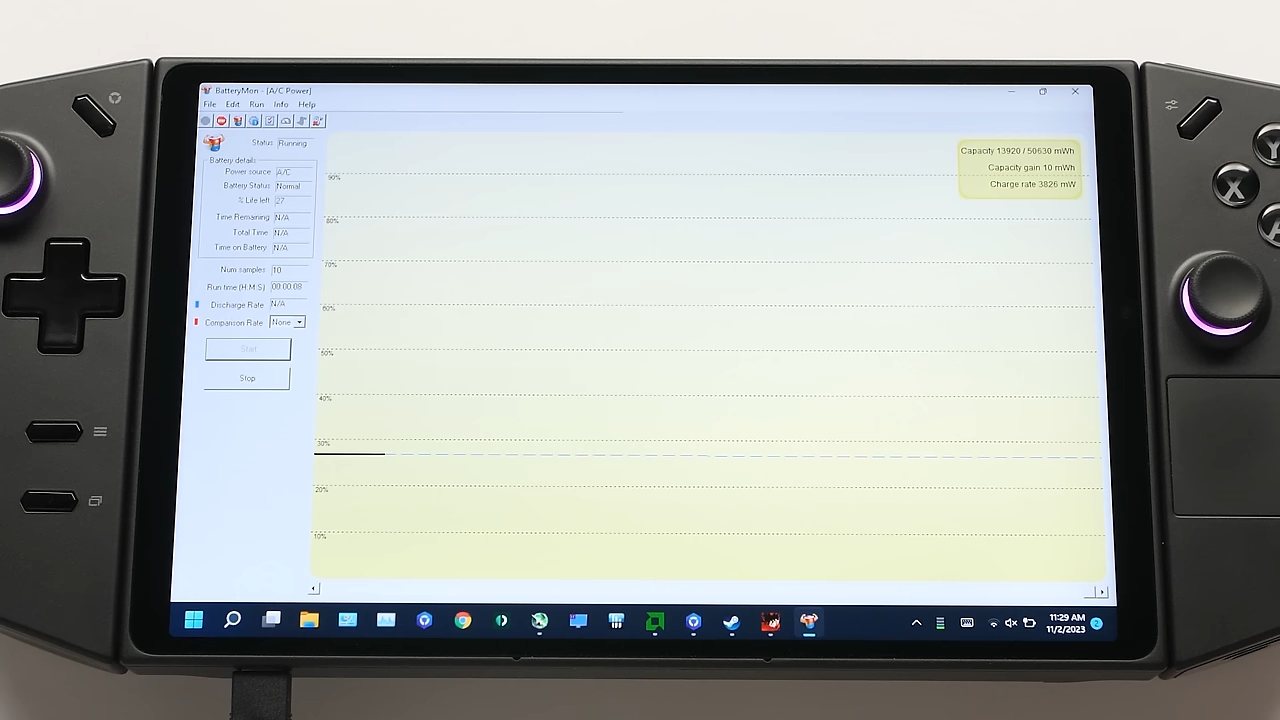 BatteryMon - [A/C Power]
File Edit Run Info Help
Status Running
Battery details
Power source A/C
Battery Status Normal
% Life left 27
Time Remaining N/A
Total Time N/A
Time on Battery N/A
Num samples 10
Run time (H:M:S) 00:00:08
Discharge Rate N/A
Comparison Rate None
Start
Stop
Capacity 13920 / 50630 mWh
Capacity gain 10 mWh
Charge rate 3826 mW
90%
80%
70%
60%
50%
40%
30%
20%
10%
11:29 AM
11/2/2023
2
X
Y
A